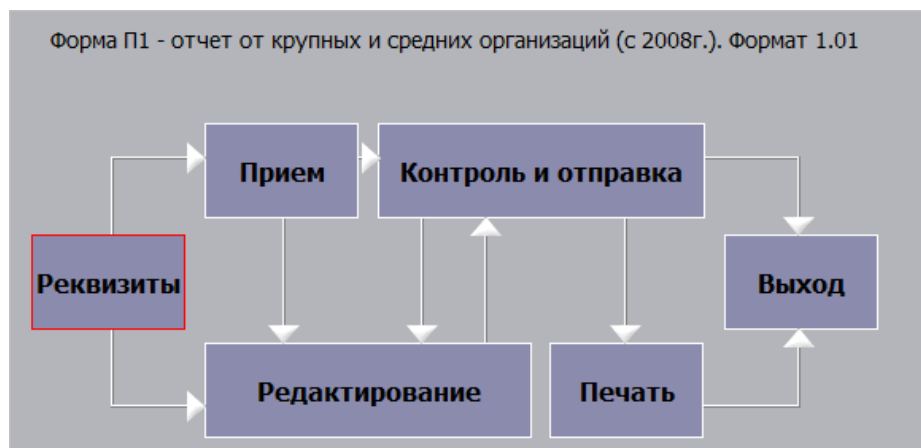 Форма П1 - отчет от крупных и средних организаций (с 2008г.). Формат 1.01
Прием
Контроль и отправка
Реквизиты
Выход
Редактирование
Печать